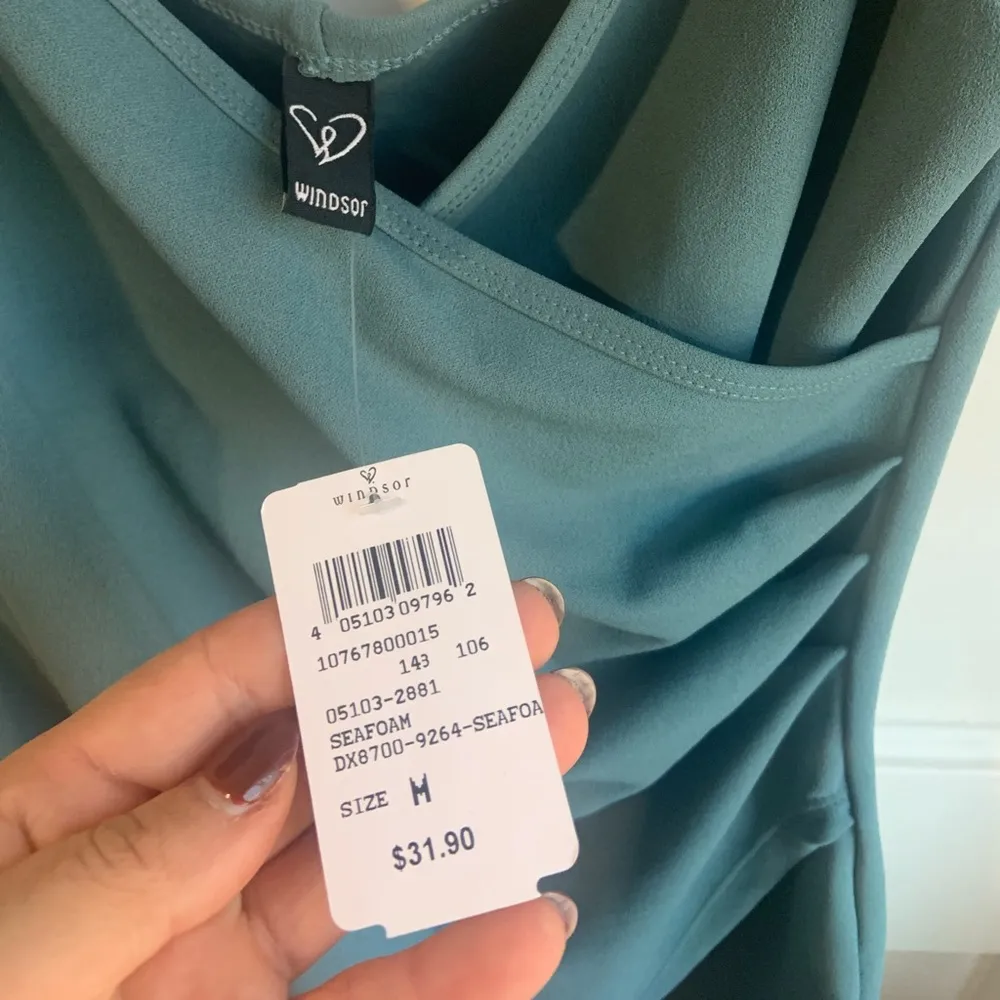 WINDSOR
WINDSOR
4 05103 09796 2
10767800015
143 106
05103-2881
SEAFOAM
DX8700-9264-SEAFOA
SIZE M
$31.90